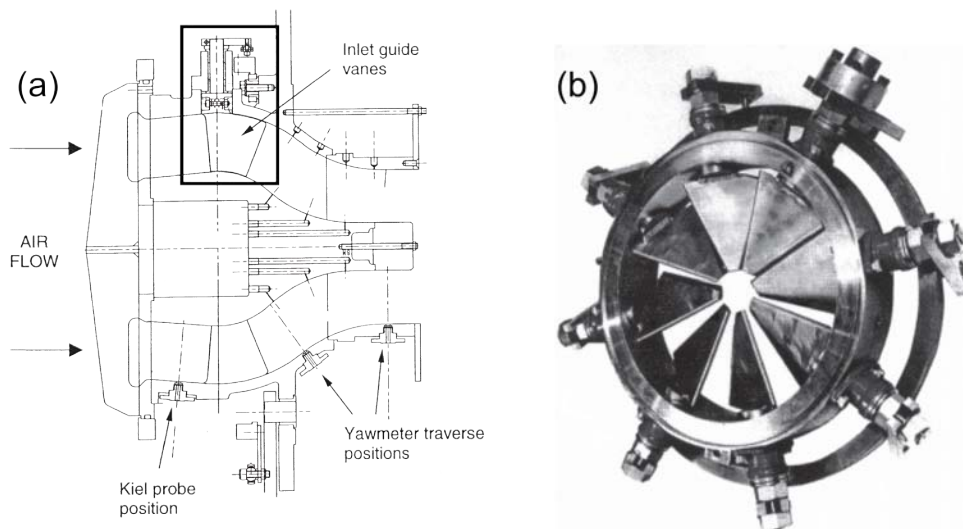 (a)
Inlet guide
vanes
AIR
FLOW
Yawmeter traverse
positions
Kiel probe
position
(b)